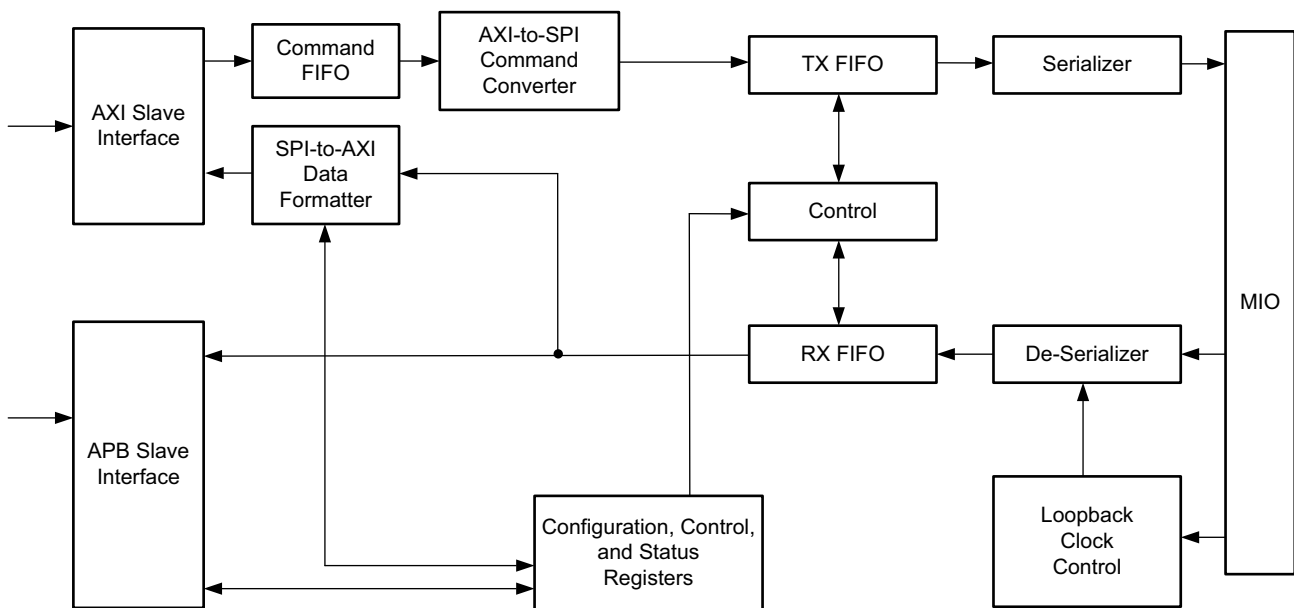 Command
FIFO
AXI-to-SPI
Command
Converter
TX FIFO
Serializer
AXI Slave
Interface
SPI-to-AXI
Data
Formatter
Control
MIO
RX FIFO
De-Serializer
APB Slave
Interface
Configuration, Control,
and Status
Registers
Loopback
Clock
Control